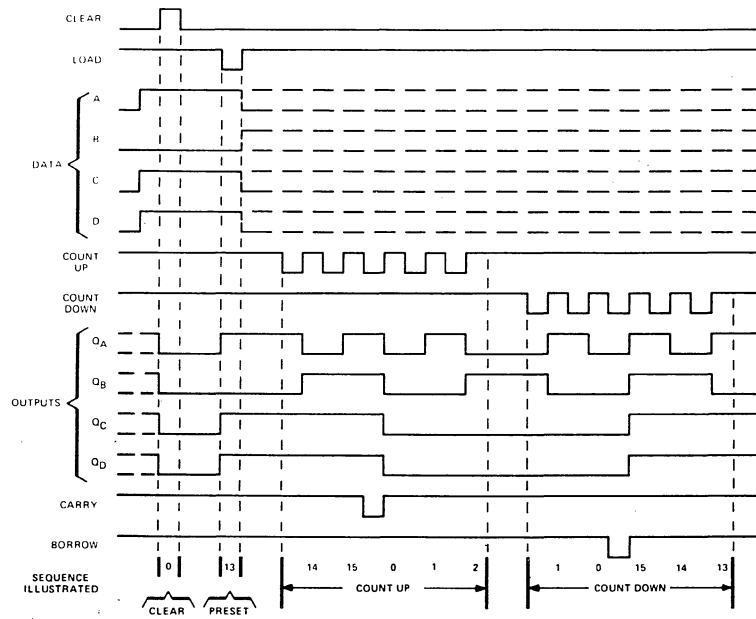 CLEAR
LOAD
A
B
DATA
C
D
COUNT
UP
COUNT
DOWN
QA
QB
OUTPUTS
QC
QD
CARRY
BORROW
0 13 14 15 0 1 2 1 0 15 14 13
SEQUENCE
ILLUSTRATED
COUNT UP COUNT DOWN
CLEAR PRESET